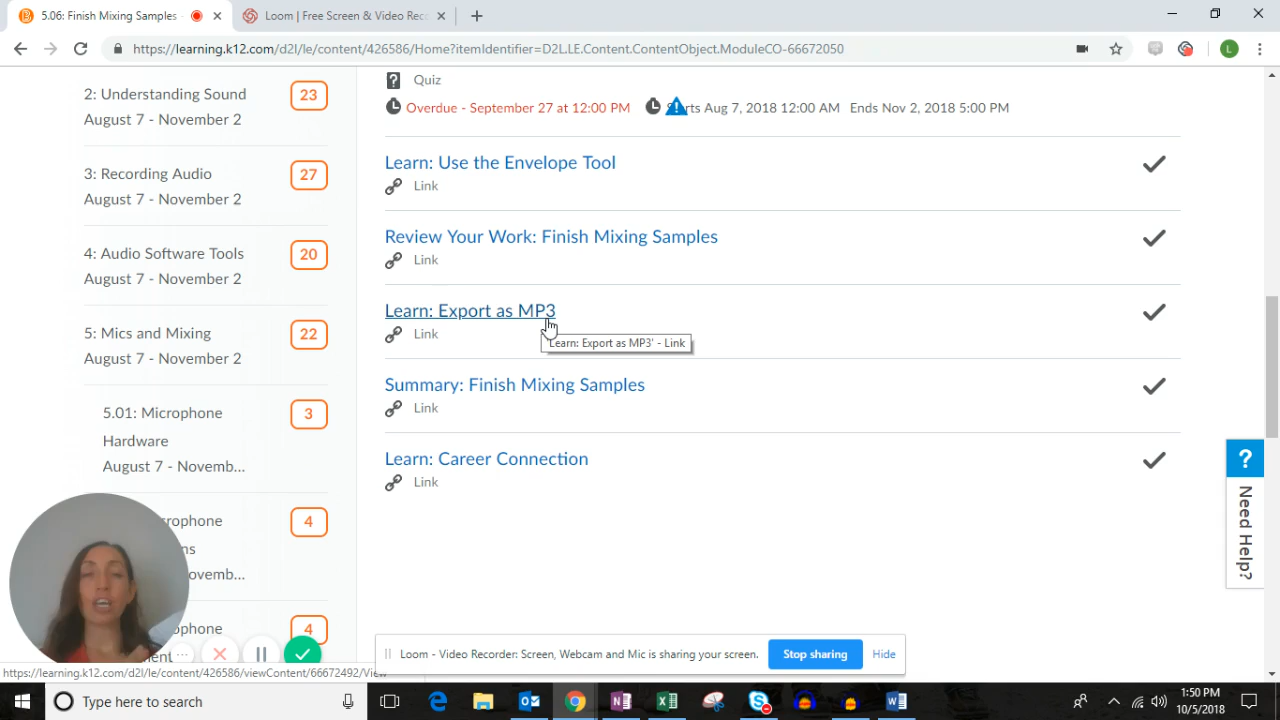 5.06: Finish Mixing Samples -
Loom | Free Screen & Video Rec
https://learning.k12.com/d2l/le/content/426586/Home?itemIdentifier=D2L.LE.Content.ContentObject.ModuleCO-66672050
L
2: Understanding Sound
23
August 7 - November 2
3: Recording Audio
27
August 7 - November 2
4: Audio Software Tools
20
August 7 - November 2
5: Mics and Mixing
22
August 7 - November 2
5.01: Microphone
Hardware
3
August 7 - Novemb...
rophone
4
ns
ovemb...
phone
4
ment
Quiz
Overdue - September 27 at 12:00 PM
rts Aug 7, 2018 12:00 AM
Ends Nov 2, 2018 5:00 PM
Learn: Use the Envelope Tool
Link
Review Your Work: Finish Mixing Samples
Link
Learn: Export as MP3
Link
Learn: Export as MP3' - Link
Summary: Finish Mixing Samples
Link
Learn: Career Connection
Link
? Need Help?
Loom - Video Recorder: Screen, Webcam and Mic is sharing your screen.
Stop sharing
Hide
https://learning.k12.com/d2l/le/content/426586/viewContent/66672492/View
Type here to search
1:50 PM
10/5/2018